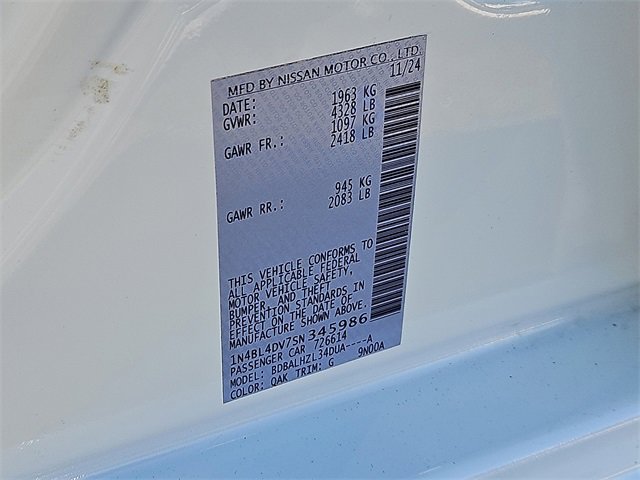 MFD BY NISSAN MOTOR CO., LTD.
DATE: 11/24
GVWR: 1963 KG
4328 LB
GAWR FR.: 1097 KG
2418 LB
GAWR RR.: 945 KG
2083 LB
THIS VEHICLE CONFORMS TO
ALL APPLICABLE FEDERAL
MOTOR VEHICLE SAFETY,
BUMPER, AND THEFT
PREVENTION STANDARDS IN
EFFECT ON THE DATE OF
MANUFACTURE SHOWN ABOVE.
1N4BL4DV7SN345986
PASSENGER CAR 726614
MODEL: BDBALHZL34DUA----A
COLOR: QAK TRIM: G 9N00A